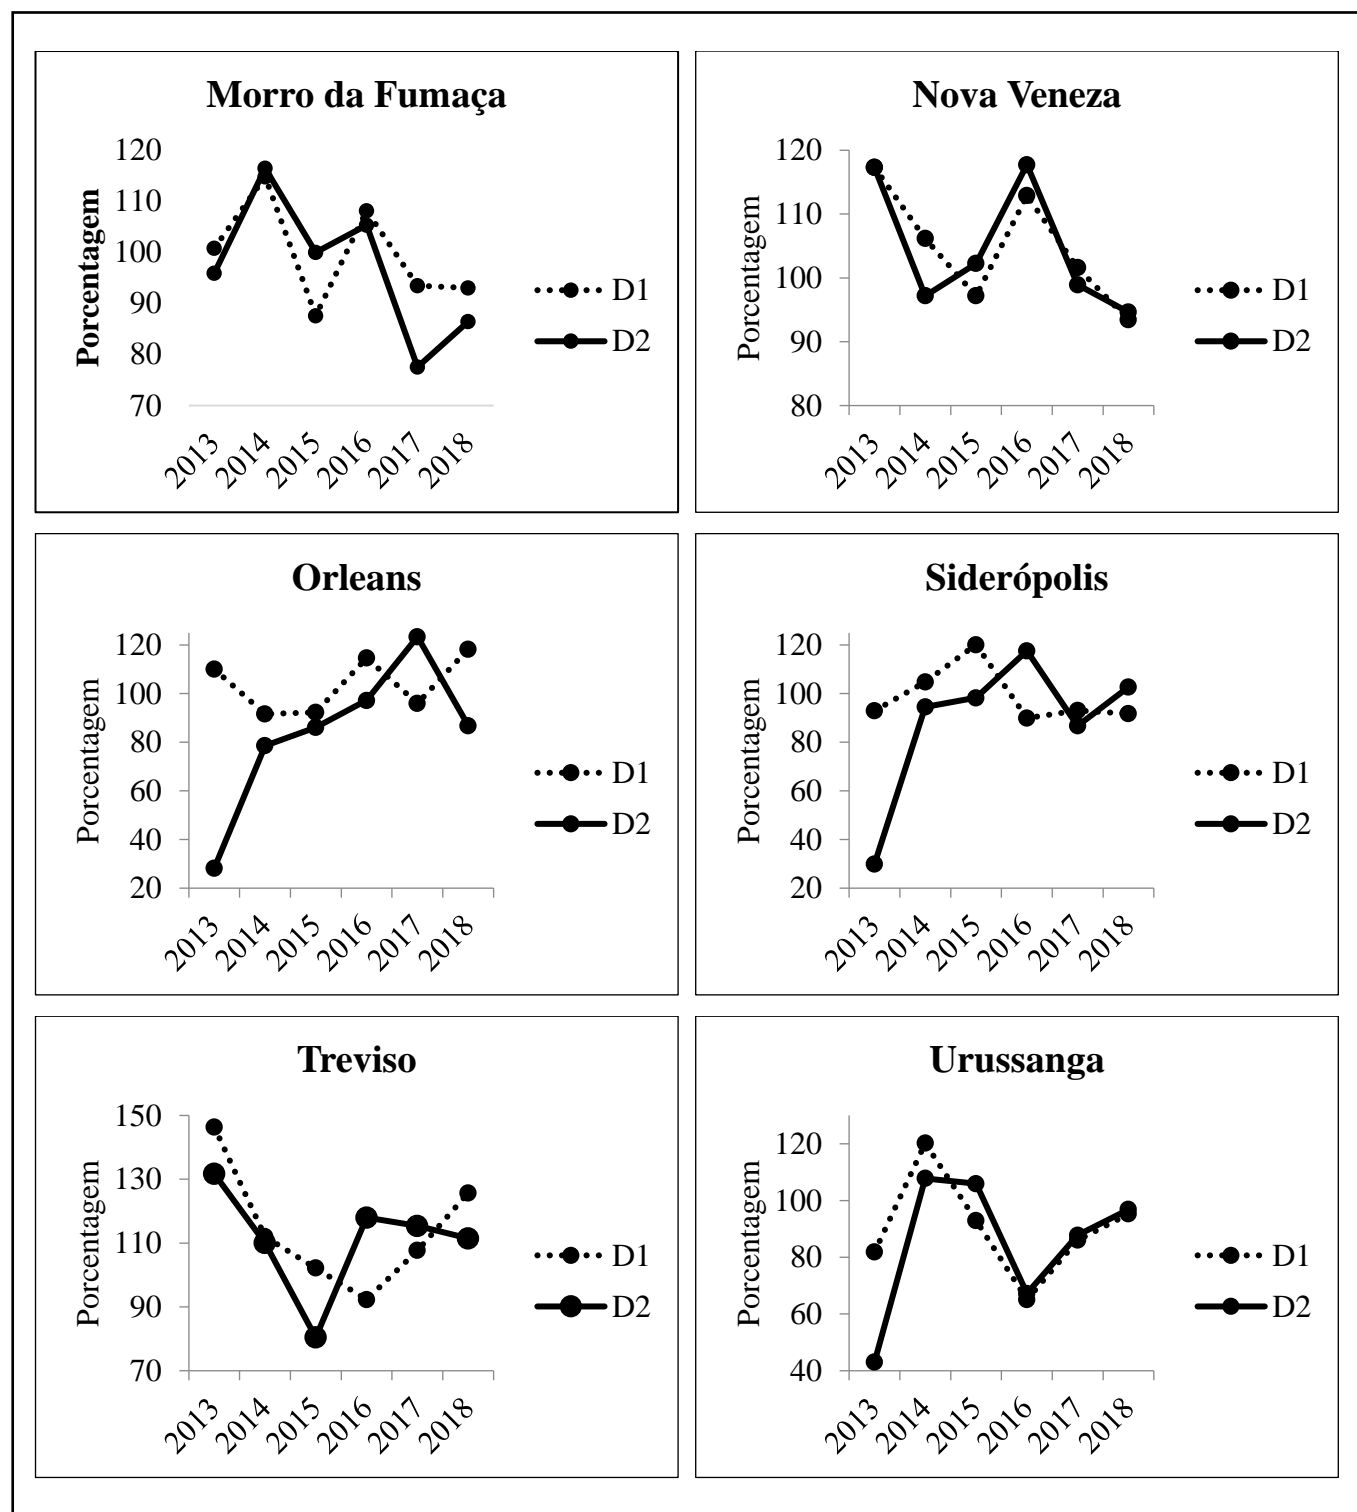 Morro da Fumaça
Porcentagem
120
110
100
90
80
70
2013
2014
2015
2016
2017
2018
D1
D2
Nova Veneza
Porcentagem
120
110
100
90
80
2013
2014
2015
2016
2017
2018
D1
D2
Orleans
Porcentagem
120
100
80
60
40
20
2013
2014
2015
2016
2017
2018
D1
D2
Siderópolis
Porcentagem
120
100
80
60
40
20
2013
2014
2015
2016
2017
2018
D1
D2
Treviso
Porcentagem
150
130
110
90
70
2013
2014
2015
2016
2017
2018
D1
D2
Urussanga
Porcentagem
120
100
80
60
40
2013
2014
2015
2016
2017
2018
D1
D2